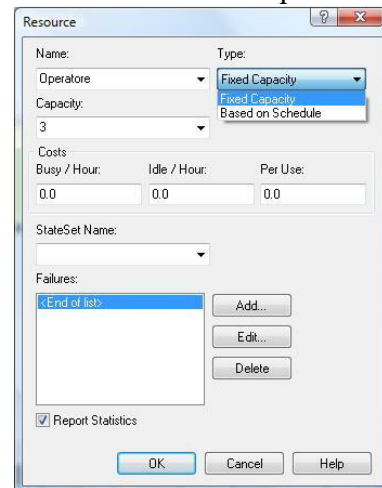 Resource
Name: Type:
Operatore Fixed Capacity
Capacity: Fixed Capacity
Based on Schedule
3
Costs
Busy / Hour: Idle / Hour: Per Use:
0.0 0.0 0.0
StateSet Name:
Failures:
<End of list> Add...
Edit...
Delete
Report Statistics
OK Cancel Help